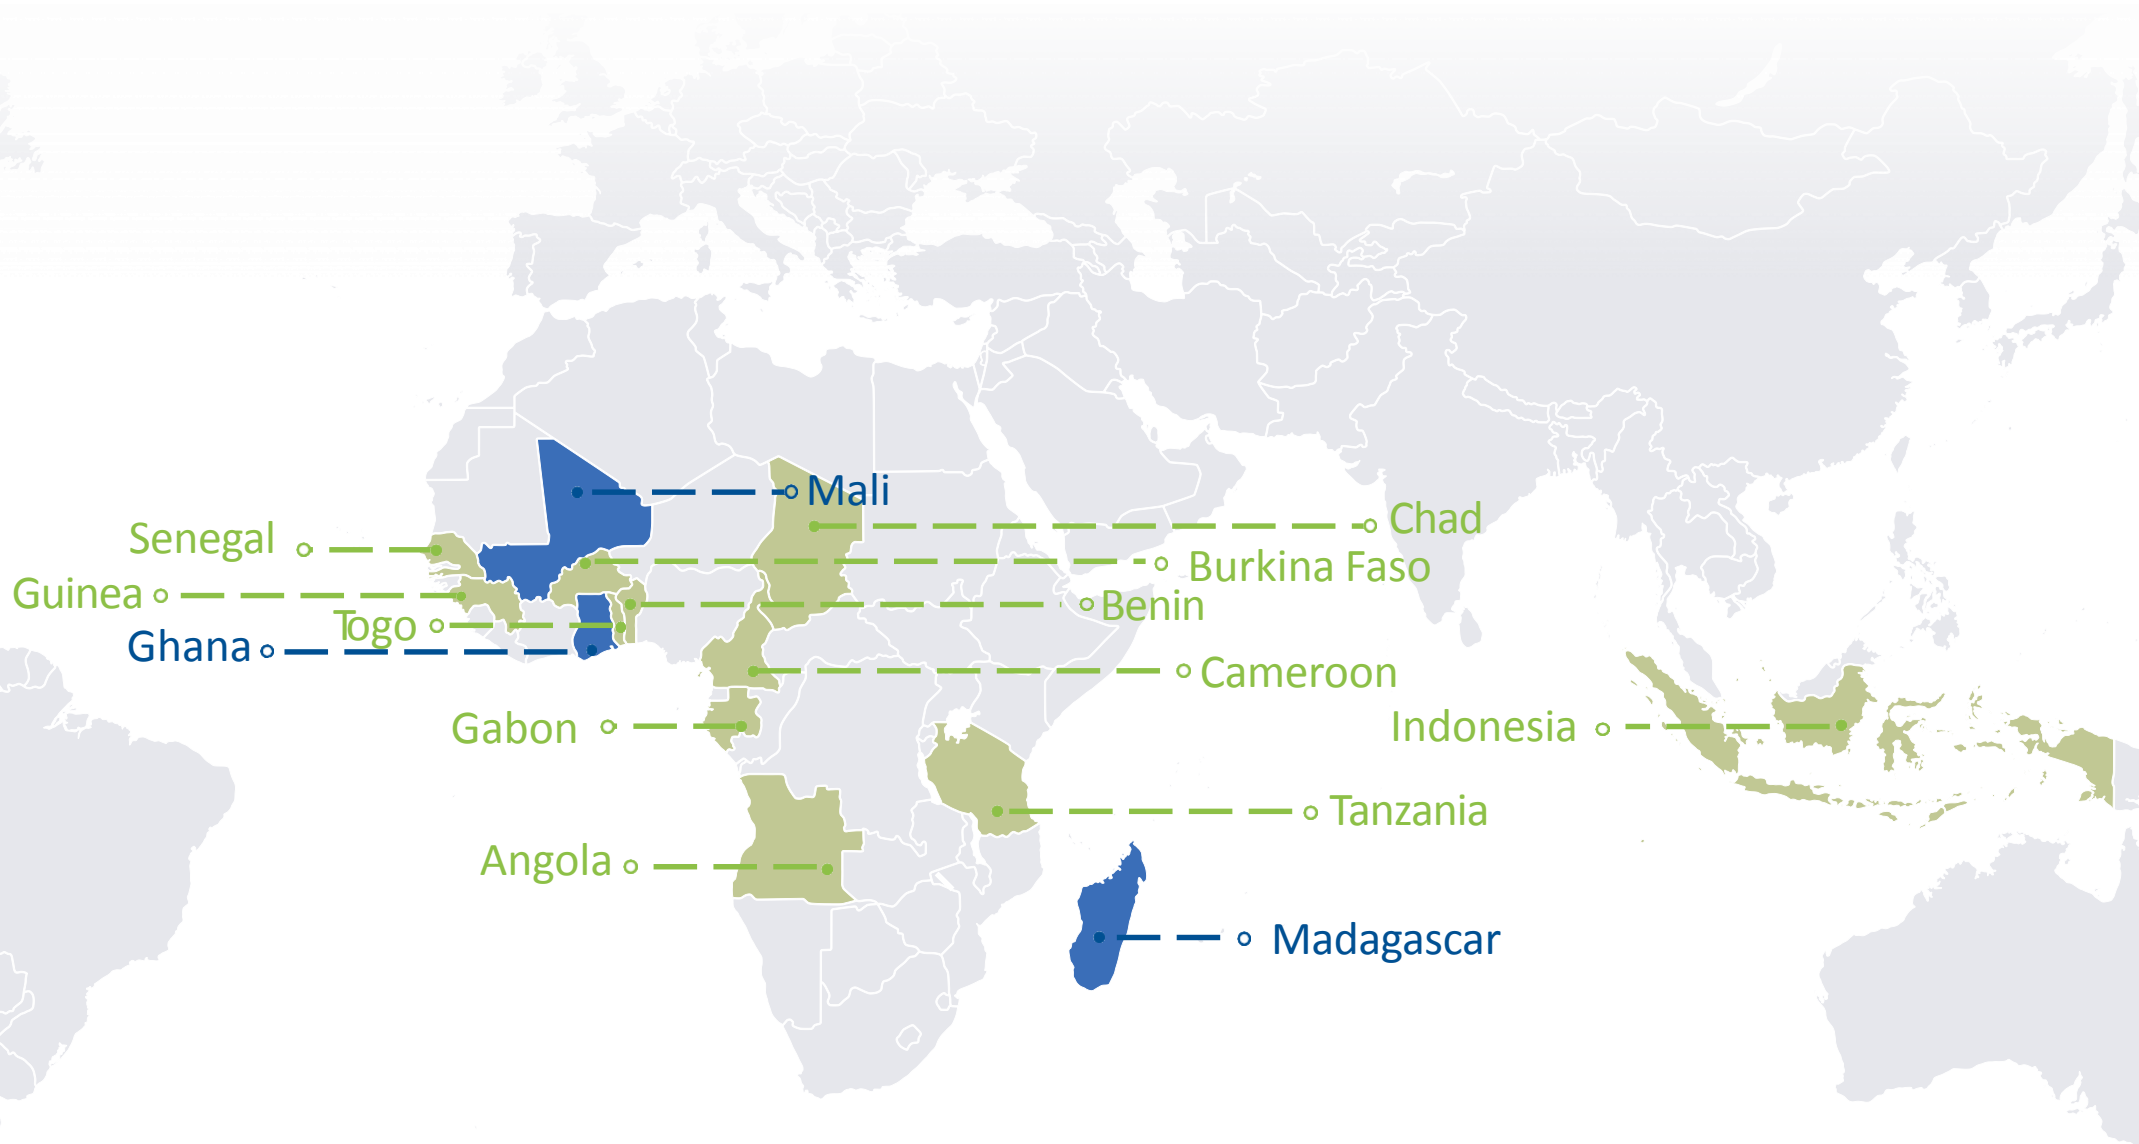 Mali
Chad
Senegal
Burkina Faso
Guinea
Benin
Togo
Ghana
Cameroon
Gabon
Indonesia
Tanzania
Angola
Madagascar